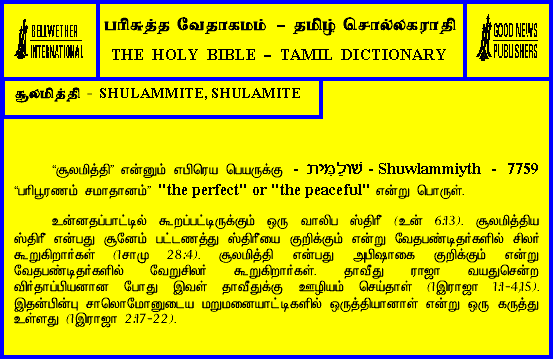 BELLWETHER
INTERNATIONAL
பரிசுத்த வேதாகமம் – தமிழ் சொல்லகராதி
THE HOLY BIBLE – TAMIL DICTIONARY
GOOD NEWS
PUBLISHERS
சூலமித்தி - SHULAMMITE, SHULAMITE
"சூலமித்தி" என்னும் எபிரெய பெயருக்கு - שׁוּלַמִּית - Shuwlammiyth - 7759
"பரிபூரணம் சமாதானம்" "the perfect" or "the peaceful" என்று பொருள்.
உன்னதப்பாட்டில் கூறப்பட்டிருக்கும் ஒரு வாலிப ஸ்திரீ (உன் 6:13). சூலமித்திய
ஸ்திரீ என்பது சூனேம் பட்டணத்து ஸ்திரீயை குறிக்கும் என்று வேதபண்டிதர்களில் சிலர்
கூறுகிறார்கள் (1சாமு 28:4). சூலமித்தி என்பது அபிஷாகை குறிக்கும் என்று
வேதபண்டிதர்களில் வேறுசிலர் கூறுகிறார்கள். தாவீது ராஜா வயதுசென்ற
விர்தாப்பியனான போது இவள் தாவீதுக்கு ஊழியம் செய்தாள் (1இராஜா 1:1-4,15).
இதன்பின்பு சாலொமோனுடைய மறுமனையாட்டிகளில் ஒருத்தியானாள் என்று ஒரு கருத்து
உள்ளது (1இராஜா 2:17-22).